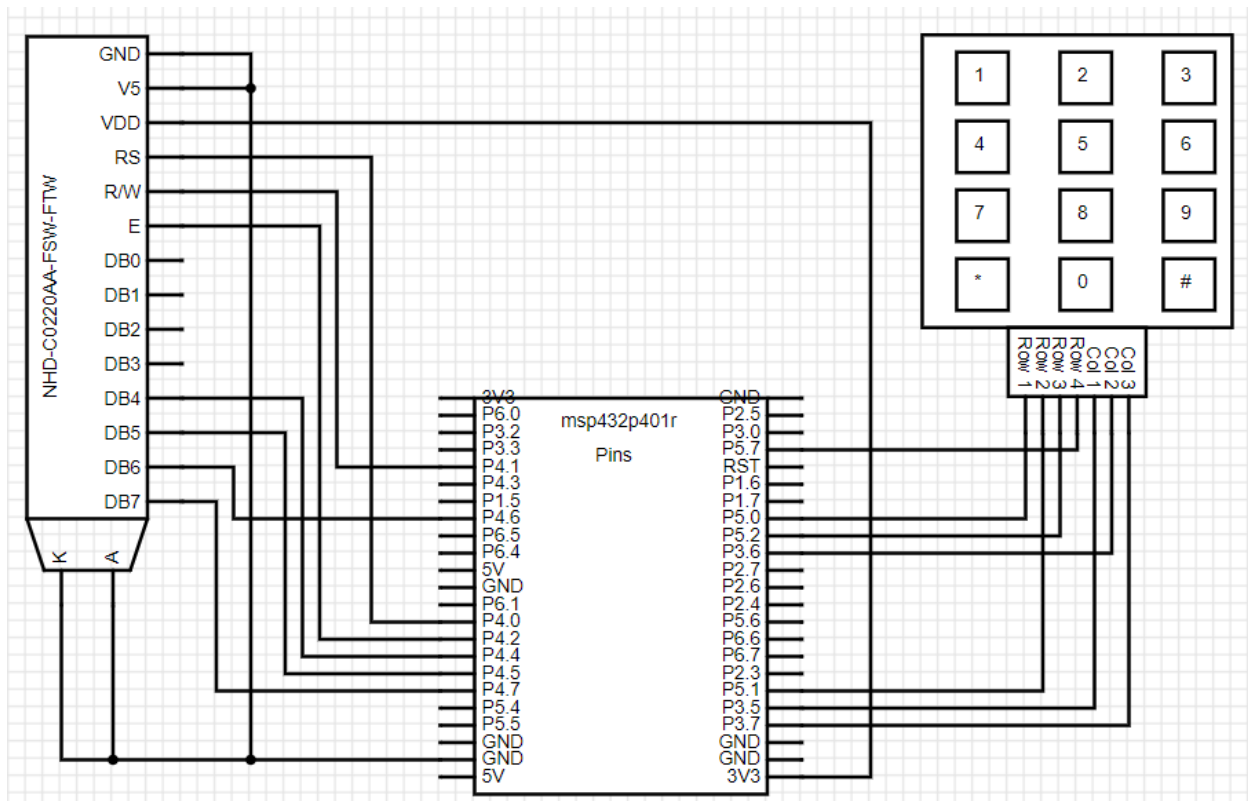 GND
V5
VDD
RS
R/W
E
DB0
DB1
DB2
DB3
DB4
DB5
DB6
DB7
NHD-C0220AA-FSW-FTW
K
A
msp432p401r
Pins
3V3
P6.0
P3.2
P3.3
P4.1
P4.3
P1.5
P4.6
P6.5
P6.4
5V
GND
P6.1
P4.0
P4.2
P4.4
P4.5
P4.7
P5.4
P5.5
GND
GND
5V
GND
P2.5
P3.0
P5.7
RST
P1.6
P1.7
P5.0
P5.2
P3.6
P2.7
P2.6
P2.4
P5.6
P6.6
P6.7
P2.3
P5.1
P3.5
P3.7
GND
GND
3V3
1 2 3
4 5 6
7 8 9
* 0 #
Row 1
Row 2
Row 3
Row 4
Col 1
Col 2
Col 3